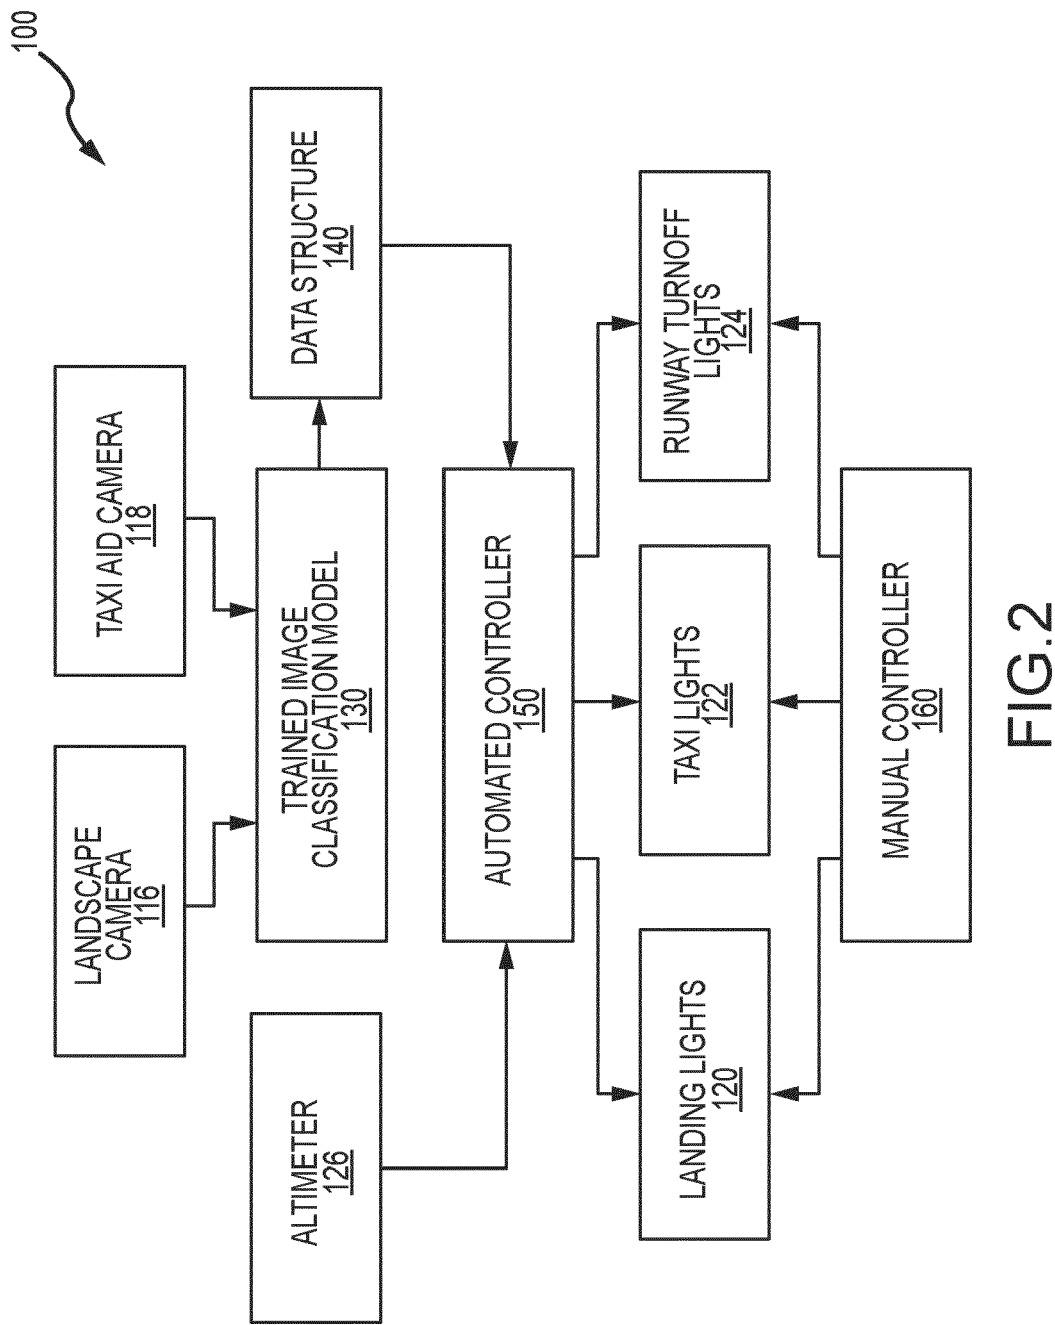 100
LANDSCAPE
CAMERA
116
TAXI AID CAMERA
118
ALTIMETER
126
TRAINED IMAGE
CLASSIFICATION MODEL
130
DATA STRUCTURE
140
AUTOMATED CONTROLLER
150
LANDING LIGHTS
120
TAXI LIGHTS
122
RUNWAY TURNOFF
LIGHTS
124
MANUAL CONTROLLER
160
FIG.2